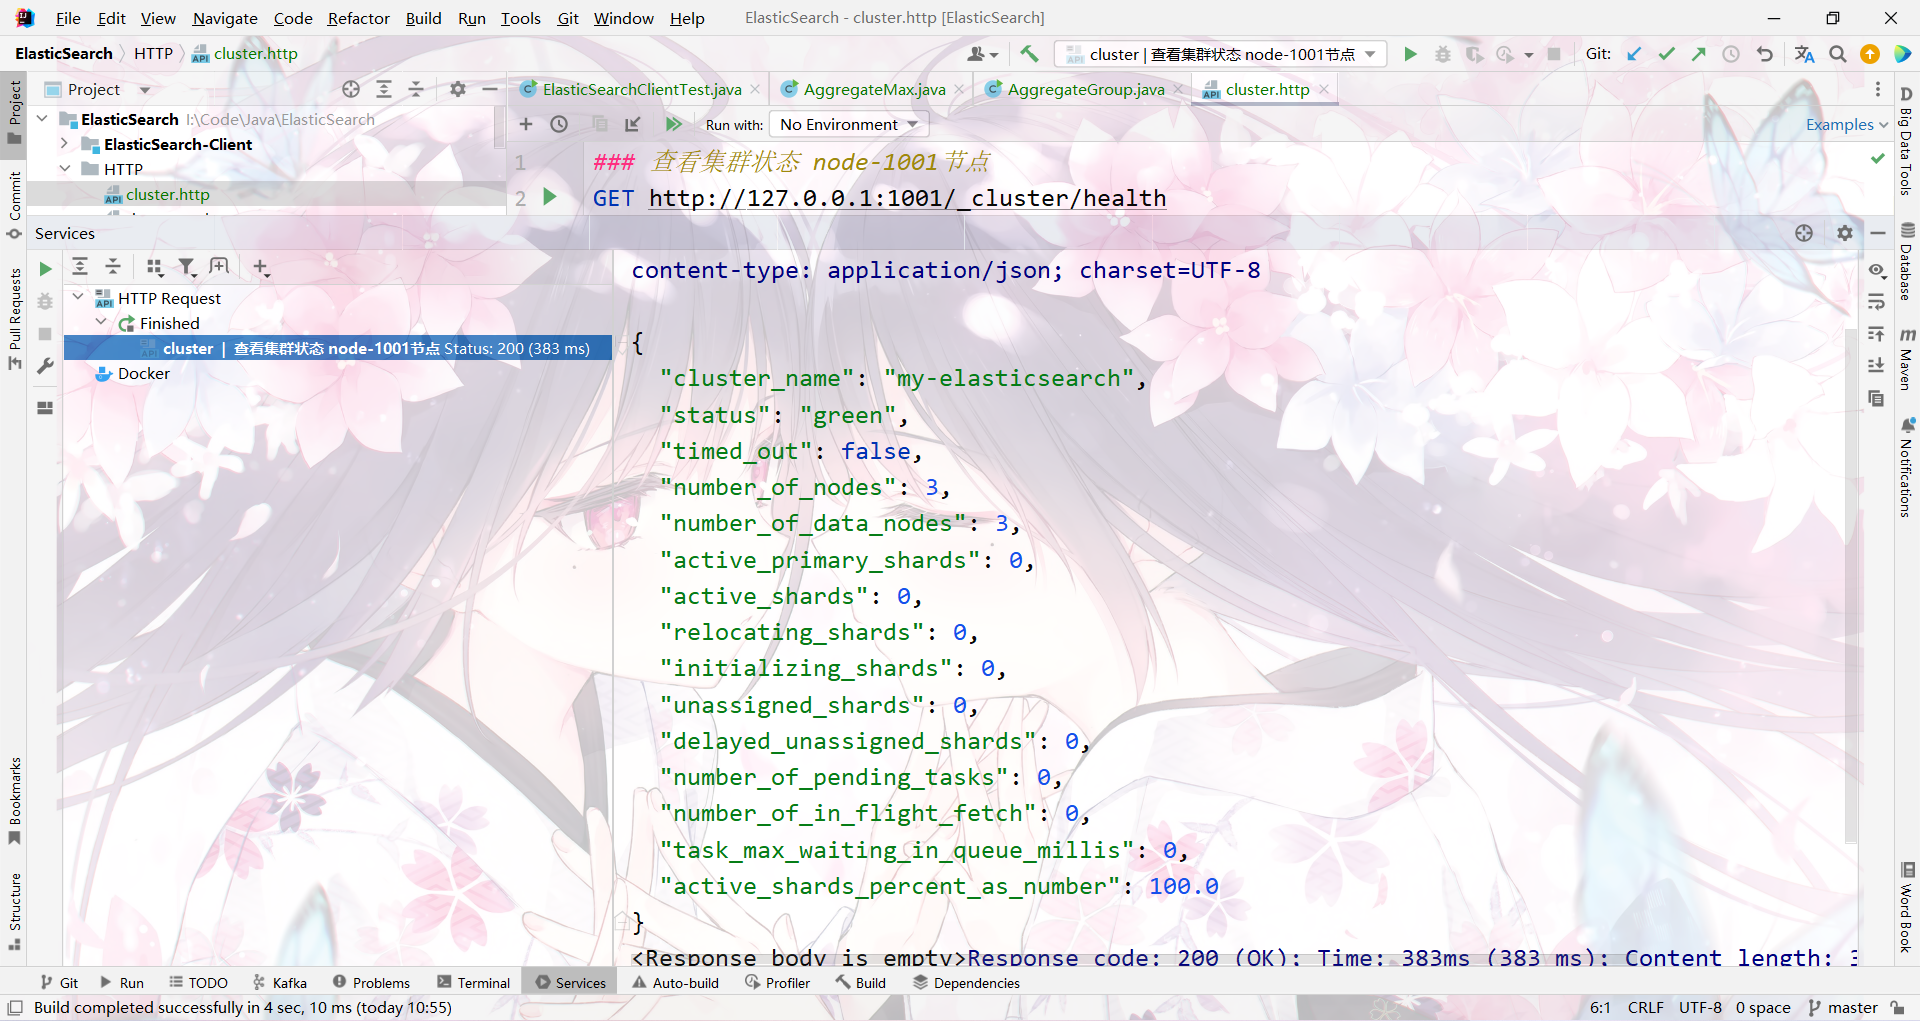 File Edit View Navigate Code Refactor Build Run Tools Git Window Help ElasticSearch - cluster.http [ElasticSearch]
ElasticSearch HTTP cluster.http cluster | 查看集群状态 node-1001节点 Git:
Project ElasticSearchClientTest.java AggregateMax.java AggregateGroup.java cluster.http
ElasticSearch I:\Code\Java\ElasticSearch
ElasticSearch-Client
HTTP
cluster.http
Run with: No Environment Examples
1 ### 查看集群状态 node-1001节点
2 GET http://127.0.0.1:1001/_cluster/health
Services
HTTP Request
Finished
cluster | 查看集群状态 node-1001节点 Status: 200 (383 ms)
Docker
content-type: application/json; charset=UTF-8
{
"cluster_name": "my-elasticsearch",
"status": "green",
"timed_out": false,
"number_of_nodes": 3,
"number_of_data_nodes": 3,
"active_primary_shards": 0,
"active_shards": 0,
"relocating_shards": 0,
"initializing_shards": 0,
"unassigned_shards": 0,
"delayed_unassigned_shards": 0,
"number_of_pending_tasks": 0,
"number_of_in_flight_fetch": 0,
"task_max_waiting_in_queue_millis": 0,
"active_shards_percent_as_number": 100.0
}
<Response body is empty>Response code: 200 (OK); Time: 383ms (383 ms); Content length: 3
Project
Commit
Pull Requests
Bookmarks
Structure
Big Data Tools
Database
Maven
Notifications
Word Book
Git Run TODO Kafka Problems Terminal Services Auto-build Profiler Build Dependencies
Build completed successfully in 4 sec, 10 ms (today 10:55) 6:1 CRLF UTF-8 0 space master